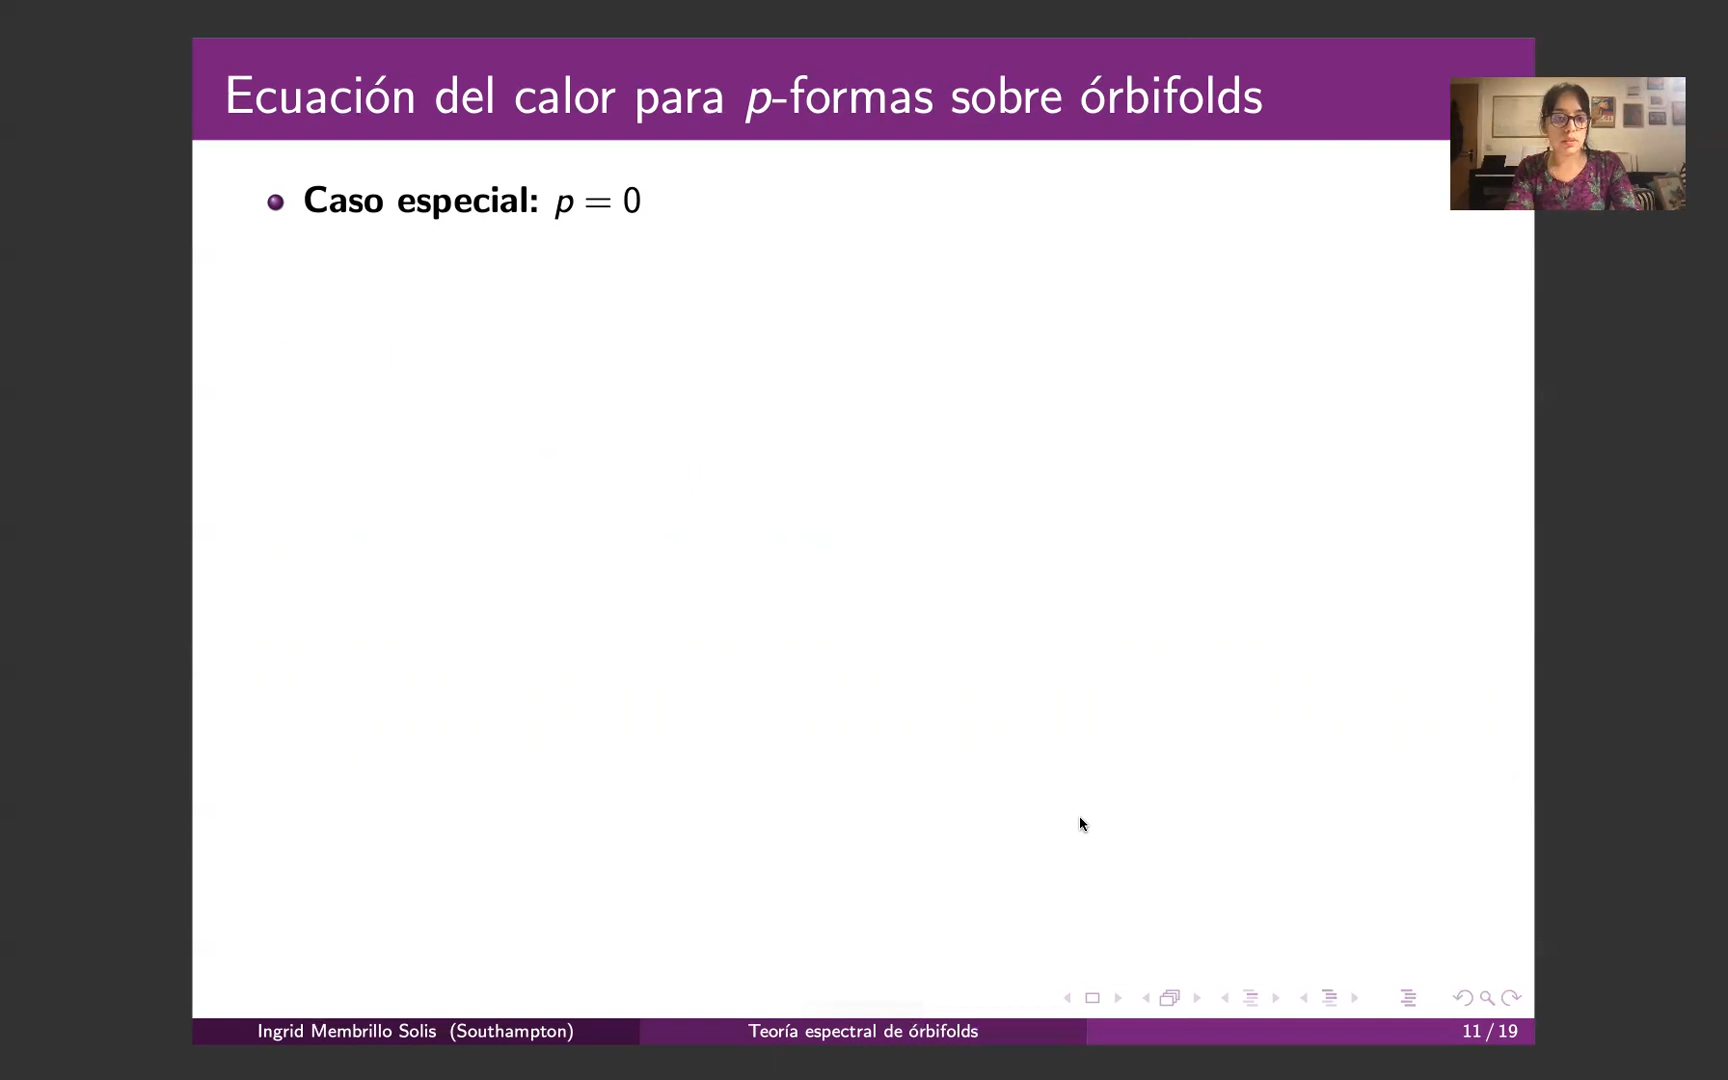 Ecuación del calor para p-formas sobre órbifolds
Caso especial: p = 0
Ingrid Membrillo Solis (Southampton)
Teoría espectral de órbifolds
11 / 19